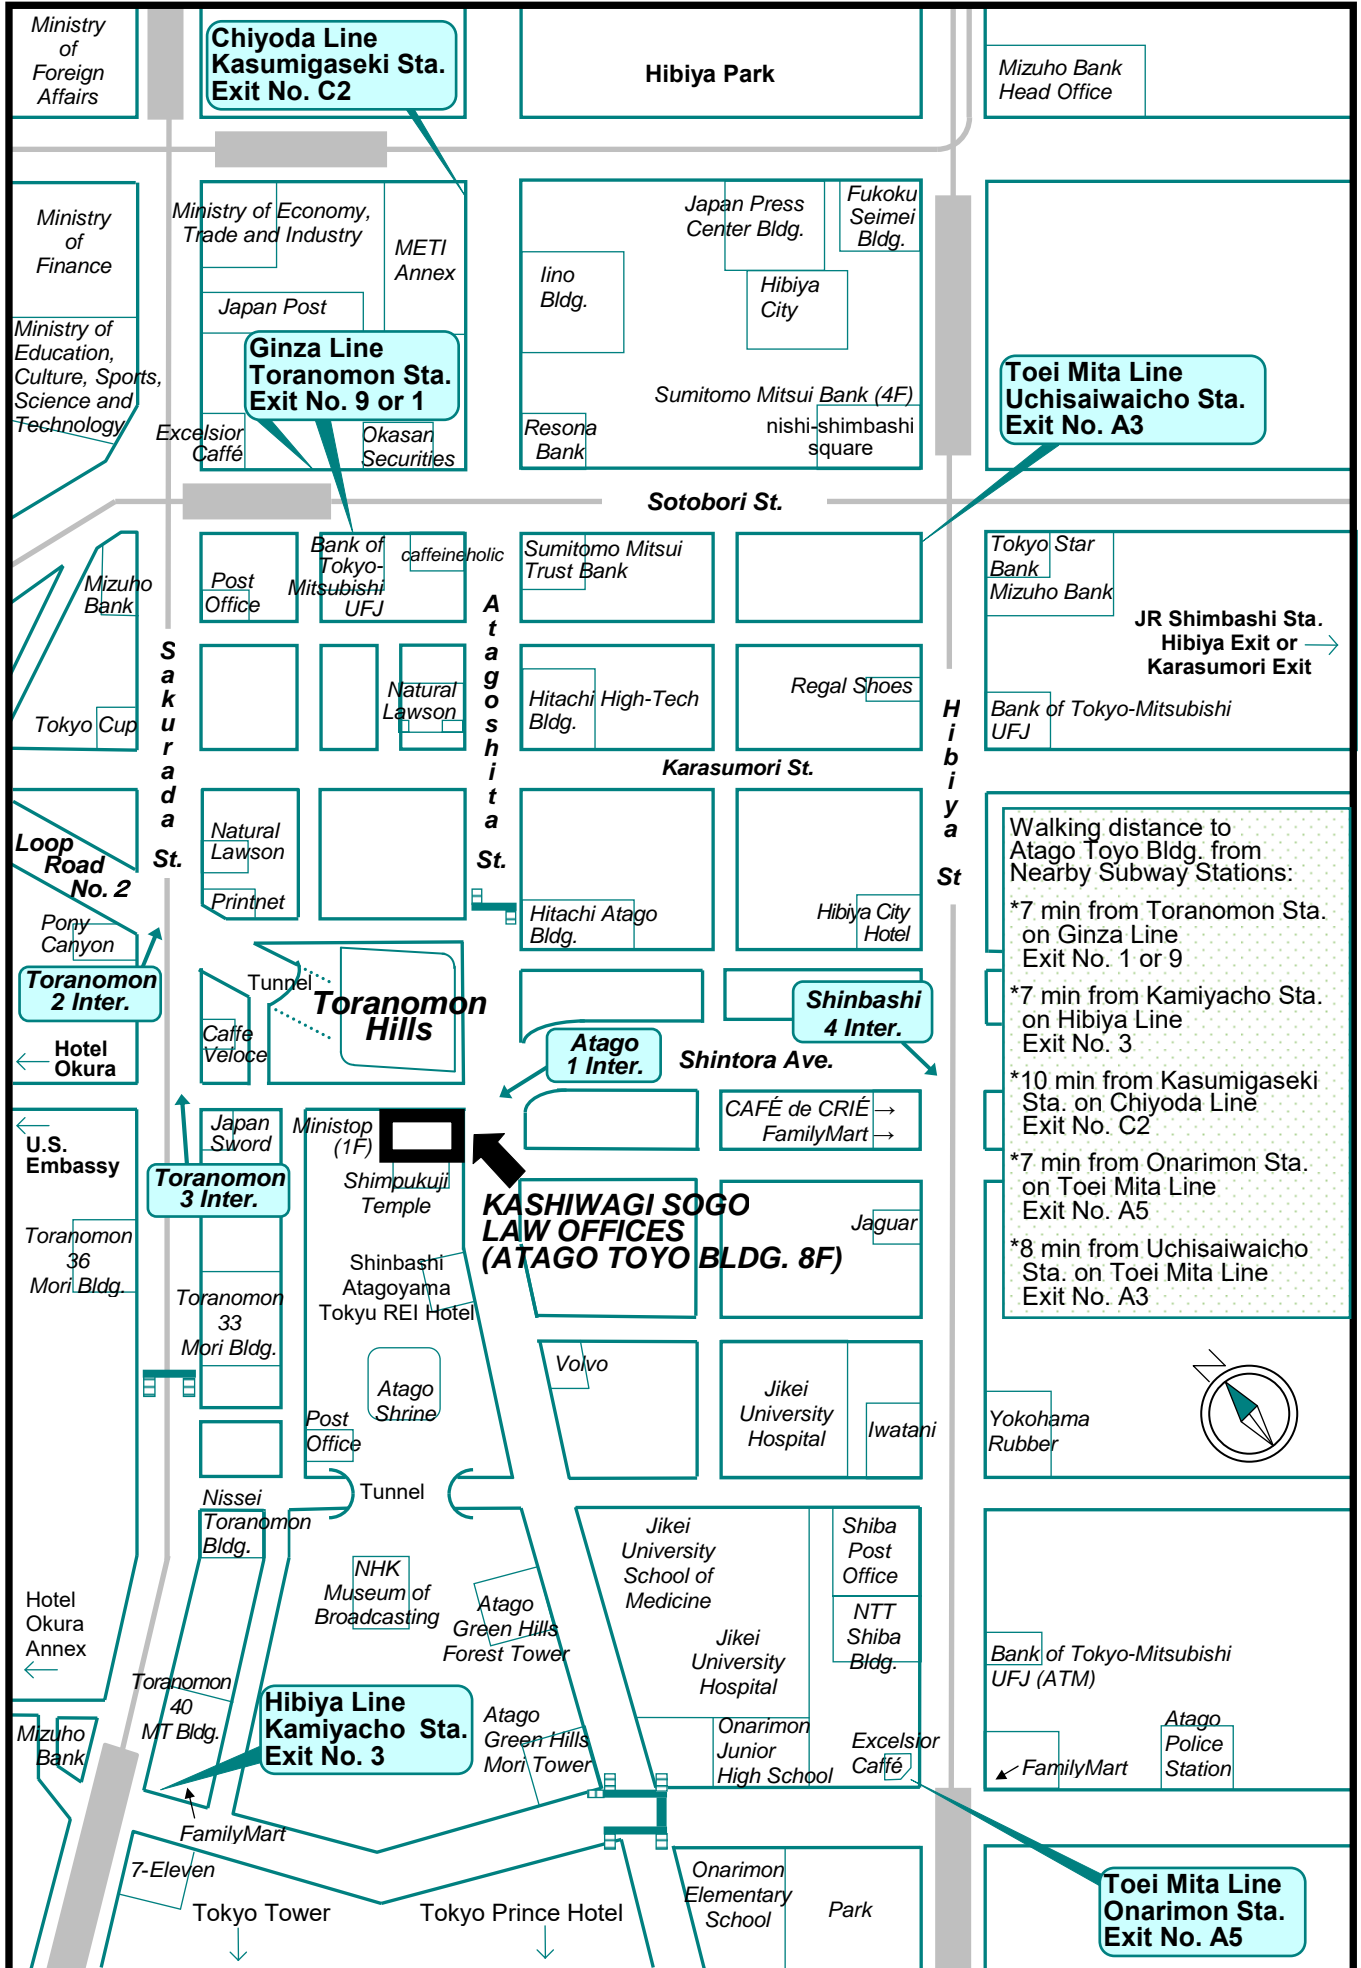 Ministry
of
Foreign
Affairs
Chiyoda Line
Kasumigaseki Sta.
Exit No. C2
Hibiya Park
Mizuho Bank
Head Office
Ministry
of
Finance
Ministry of Economy,
Trade and Industry
METI
Annex
Japan Post
Iino
Bldg.
Japan Press
Center Bldg.
Fukoku
Seimei
Bldg.
Hibiya
City
Ministry of
Education,
Culture, Sports,
Science and
Technology
Ginza Line
Toranomon Sta.
Exit No. 9 or 1
Excelsior
Caffé
Okasan
Securities
Resona
Bank
Sumitomo Mitsui Bank (4F)
nishi-shimbashi
square
Toei Mita Line
Uchisaiwaicho Sta.
Exit No. A3
Sotobori St.
Mizuho
Bank
Post
Office
Bank of
Tokyo-
Mitsubishi
UFJ
caffeineholic
Sumitomo Mitsui
Trust Bank
Tokyo Star
Bank
Mizuho Bank
JR Shimbashi Sta.
Hibiya Exit or →
Karasumori Exit
Sakurada St.
Atagoshita St.
Hibiya St
Tokyo Cup
Natural
Lawson
Hitachi High-Tech
Bldg.
Regal Shoes
Bank of Tokyo-Mitsubishi
UFJ
Karasumori St.
Loop
Road
No. 2
Natural
Lawson
Printnet
Pony
Canyon
Hitachi Atago
Bldg.
Hibiya City
Hotel
Walking distance to
Atago Toyo Bldg. from
Nearby Subway Stations:
*7 min from Toranomon Sta.
on Ginza Line
Exit No. 1 or 9
*7 min from Kamiyacho Sta.
on Hibiya Line
Exit No. 3
*10 min from Kasumigaseki
Sta. on Chiyoda Line
Exit No. C2
*7 min from Onarimon Sta.
on Toei Mita Line
Exit No. A5
*8 min from Uchisaiwaicho
Sta. on Toei Mita Line
Exit No. A3
Toranomon
2 Inter.
Tunnel
Toranomon
Hills
Caffe
Veloce
← Hotel
Okura
Atago
1 Inter.
Shinbashi
4 Inter.
Shintora Ave.
←
U.S.
Embassy
Japan
Sword
Ministop
(1F)
CAFÉ de CRIÉ →
FamilyMart →
Toranomon
3 Inter.
Shimpukuji
Temple
KASHIWAGI SOGO
LAW OFFICES
(ATAGO TOYO BLDG. 8F)
Jaguar
Toranomon
36
Mori Bldg.
Toranomon
33
Mori Bldg.
Shinbashi
Atagoyama
Tokyu REI Hotel
Atago
Shrine
Volvo
Jikei
University
Hospital
Iwatani
N
Yokohama
Rubber
Post
Office
Tunnel
Nissei
Toranomon
Bldg.
NHK
Museum of
Broadcasting
Atago
Green Hills
Forest Tower
Jikei
University
School of
Medicine
Shiba
Post
Office
NTT
Shiba
Bldg.
Jikei
University
Hospital
Hotel
Okura
Annex
←
Bank of Tokyo-Mitsubishi
UFJ (ATM)
Toranomon
40
MT Bldg.
Hibiya Line
Kamiyacho Sta.
Exit No. 3
Atago
Green Hills
Mori Tower
Onarimon
Junior
High School
Excelsior
Caffé
Mizuho
Bank
FamilyMart
Atago
Police
Station
FamilyMart
7-Eleven
Tokyo Tower
↓
Tokyo Prince Hotel
↓
Onarimon
Elementary
School
Park
Toei Mita Line
Onarimon Sta.
Exit No. A5